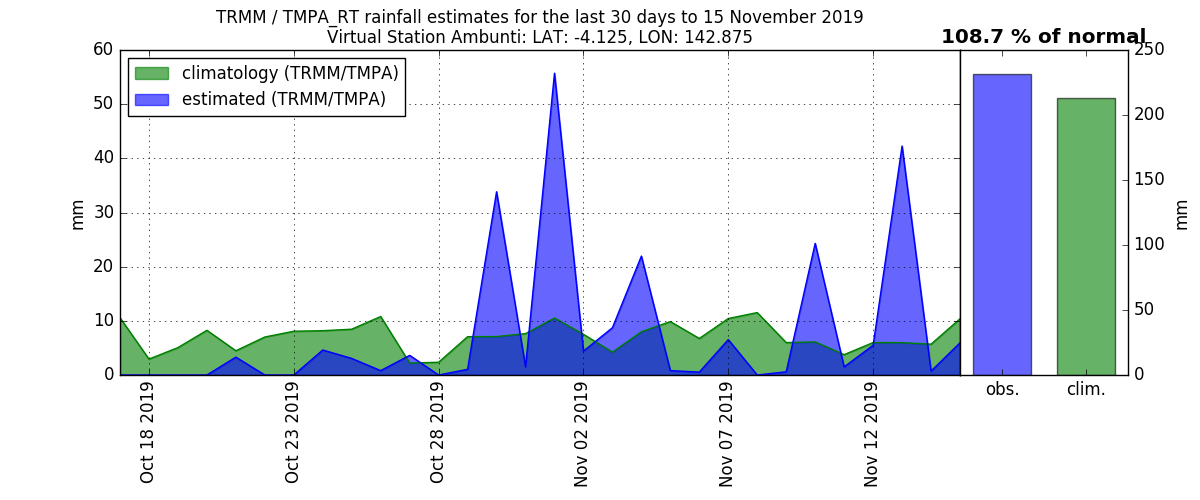 TRMM / TMPA_RT rainfall estimates for the last 30 days to 15 November 2019
Virtual Station Ambunti: LAT: -4.125, LON: 142.875
108.7 % of normal
climatology (TRMM/TMPA)
estimated (TRMM/TMPA)
60
50
40
30
20
10
0
mm
Oct 18 2019
Oct 23 2019
Oct 28 2019
Nov 02 2019
Nov 07 2019
Nov 12 2019
250
200
150
100
50
0
mm
obs.
clim.